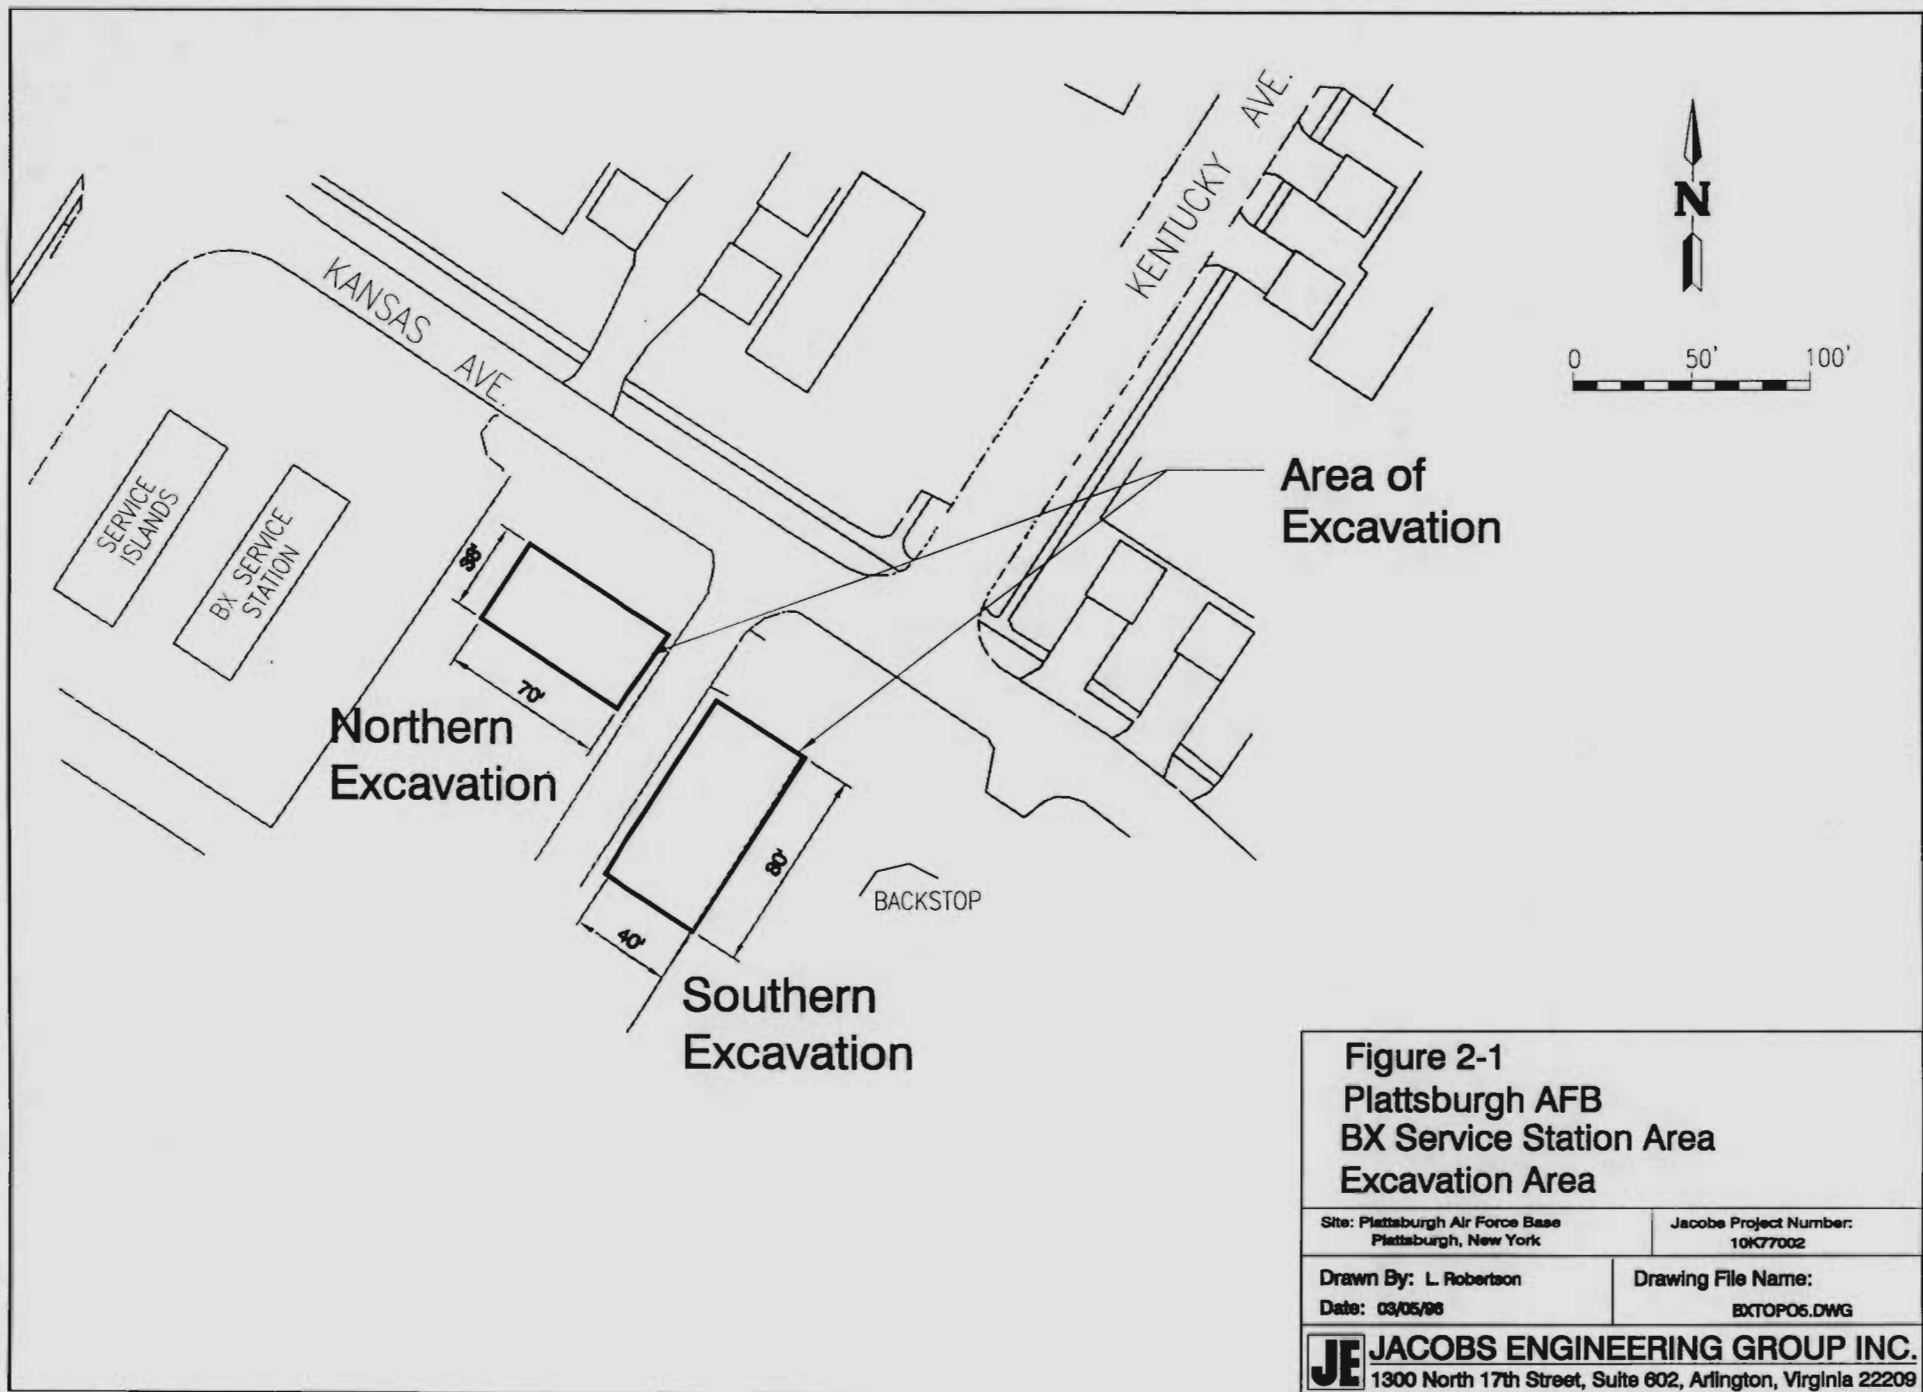 KENTUCKY AVE.
N
KANSAS AVE.
0 50' 100'
Area of
Excavation
SERVICE
ISLANDS
BX SERVICE
STATION
70'
Northern
Excavation
80'
BACKSTOP
40'
Southern
Excavation
Figure 2-1
Plattsburgh AFB
BX Service Station Area
Excavation Area
Site: Plattsburgh Air Force Base
Plattsburgh, New York
Jacobs Project Number:
10K77002
Drawn By: L. Robertson
Date:
Drawing File Name:
BXTOPO5.DWG
JE JACOBS ENGINEERING GROUP INC.
1300 North 17th Street, Suite 602, Arlington, Virginia 22209